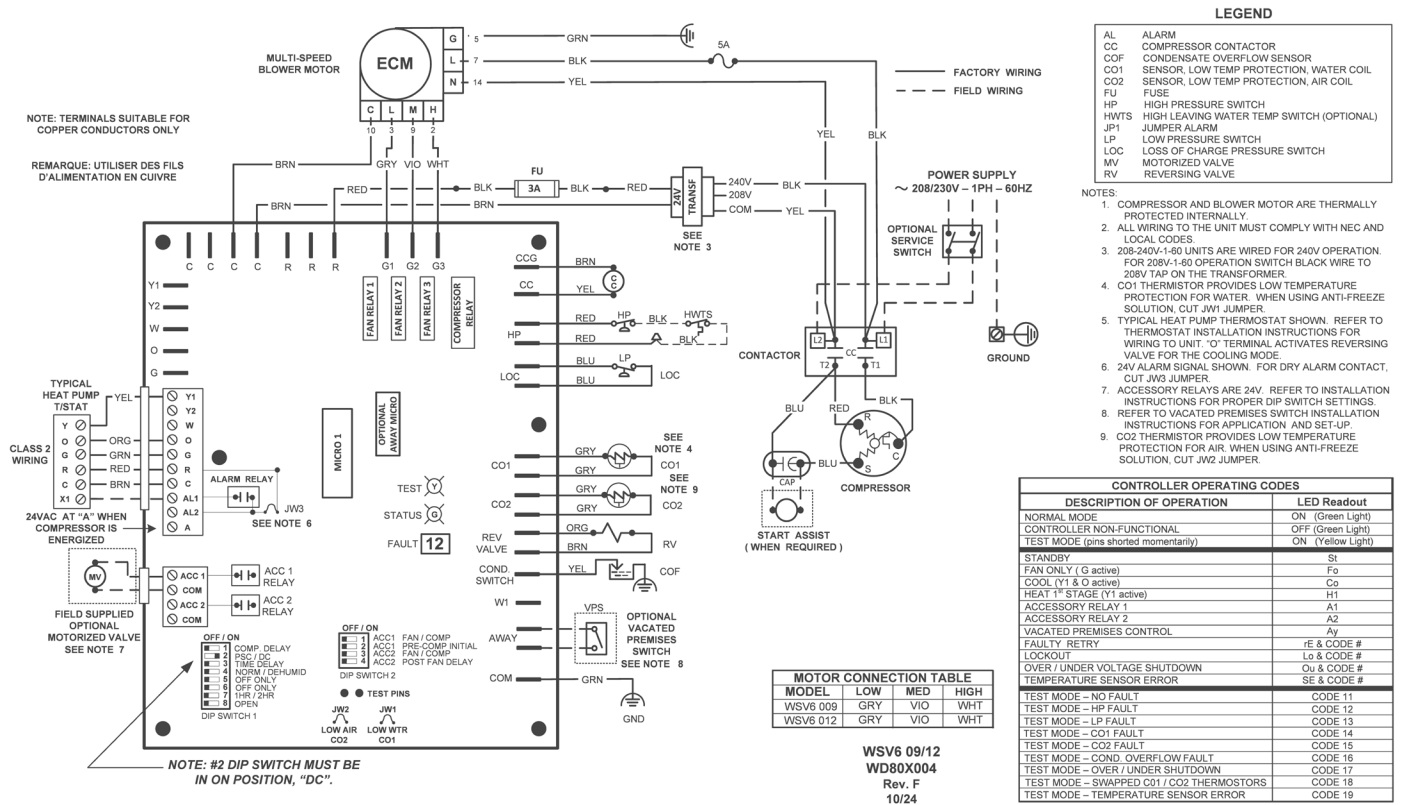 LEGEND
AL ALARM
CC COMPRESSOR CONTACTOR
COF CONDENSATE OVERFLOW SENSOR
CO1 SENSOR, LOW TEMP PROTECTION, WATER COIL
CO2 SENSOR, LOW TEMP PROTECTION, AIR COIL
FU FUSE
HP HIGH PRESSURE SWITCH
HWTS HIGH LEAVING WATER TEMP SWITCH (OPTIONAL)
JP1 JUMPER ALARM
LP LOW PRESSURE SWITCH
LOC LOSS OF CHARGE PRESSURE SWITCH
MV MOTORIZED VALVE
RV REVERSING VALVE
NOTES:
1. COMPRESSOR AND BLOWER MOTOR ARE THERMALLY
PROTECTED INTERNALLY.
2. ALL WIRING TO THE UNIT MUST COMPLY WITH NEC AND
LOCAL CODES.
3. 208-240V-1-60 UNITS ARE WIRED FOR 240V OPERATION.
FOR 208V-1-60 OPERATION SWITCH BLACK WIRE TO
208V TAP ON THE TRANSFORMER.
4. CO1 THERMISTOR PROVIDES LOW TEMPERATURE
PROTECTION FOR WATER. WHEN USING ANTI-FREEZE
SOLUTION, CUT JW1 JUMPER.
5. TYPICAL HEAT PUMP THERMOSTAT SHOWN. REFER TO
THERMOSTAT INSTALLATION INSTRUCTIONS FOR
WIRING TO UNIT. "O" TERMINAL ACTIVATES REVERSING
VALVE FOR THE COOLING MODE.
6. 24V ALARM SIGNAL SHOWN. FOR DRY ALARM CONTACT,
CUT JW3 JUMPER.
7. ACCESSORY RELAYS ARE 24V. REFER TO INSTALLATION
INSTRUCTIONS FOR PROPER DIP SWITCH SETTINGS.
8. REFER TO VACATED PREMISES SWITCH INSTALLATION
INSTRUCTIONS FOR APPLICATION AND SET-UP.
9. CO2 THERMISTOR PROVIDES LOW TEMPERATURE
PROTECTION FOR AIR. WHEN USING ANTI-FREEZE
SOLUTION, CUT JW2 JUMPER.
CONTROLLER OPERATING CODES
DESCRIPTION OF OPERATION LED Readout
NORMAL MODE ON (Green Light)
CONTROLLER NON-FUNCTIONAL OFF (Green Light)
TEST MODE (pins shorted momentarily) ON (Yellow Light)
STANDBY St
FAN ONLY ( G active) Fo
COOL (Y1 & O active) Co
HEAT 1ST STAGE (Y1 active) H1
ACCESSORY RELAY 1 A1
ACCESSORY RELAY 2 A2
VACATED PREMISES CONTROL Ay
FAULTY RETRY rE & CODE #
LOCKOUT Lo & CODE #
OVER / UNDER VOLTAGE SHUTDOWN Ou & CODE #
TEMPERATURE SENSOR ERROR SE & CODE #
TEST MODE – NO FAULT CODE 11
TEST MODE – HP FAULT CODE 12
TEST MODE – LP FAULT CODE 13
TEST MODE – CO1 FAULT CODE 14
TEST MODE – CO2 FAULT CODE 15
TEST MODE – COND. OVERFLOW FAULT CODE 16
TEST MODE – OVER / UNDER SHUTDOWN CODE 17
TEST MODE – SWAPPED C01 / CO2 THERMOSTORS CODE 18
TEST MODE – TEMPERATURE SENSOR ERROR CODE 19
MULTI-SPEED
BLOWER MOTOR
ECM
G 5 GRN
L 7 BLK 5A
N 14 YEL
C L M H
10 3 9 2
BRN GRY VIO WHT
FACTORY WIRING
FIELD WIRING
NOTE: TERMINALS SUITABLE FOR
COPPER CONDUCTORS ONLY
REMARQUE: UTILISER DES FILS
D'ALIMENTATION EN CUIVRE
YEL BLK
RED BLK FU 3A BLK RED
BRN BRN
24V TRANSF
240V BLK
208V
COM YEL
SEE
NOTE 3
POWER SUPPLY
~ 208/230V – 1PH – 60HZ
OPTIONAL
SERVICE
SWITCH
GROUND
CONTACTOR
L2 CC L1
T2 T1
BLU RED BLK
R
S
C
BLU
CAP
COMPRESSOR
START ASSIST
( WHEN REQUIRED )
C C C C R R R G1 G2 G3
Y1
Y2
W
O
G
FAN RELAY 1
FAN RELAY 2
FAN RELAY 3
COMPRESSOR
RELAY
CCG BRN
CC YEL
C
C
HP RED HP BLK HWTS
RED BLK
LOC BLU LP
BLU LOC
MICRO 1
OPTIONAL
AWAY MICRO
TEST Y
STATUS G
FAULT 12
SEE
NOTE 4
CO1 GRY
GRY CO1
SEE
NOTE 9
CO2 GRY
GRY CO2
REV
VALVE
ORG
BRN
RV
COND.
SWITCH
YEL
COF
W1
AWAY
VPS
OPTIONAL
VACATED
PREMISES
SWITCH
SEE NOTE 8
COM GRN
GND
TYPICAL
HEAT PUMP
T/STAT
CLASS 2
WIRING
Y YEL
O ORG
G GRN
R RED
C BRN
X1
Y1
Y2
W
O
G
R
C
AL1
AL2
A
ALARM RELAY
JW3
SEE NOTE 6
24VAC AT "A" WHEN
COMPRESSOR IS
ENERGIZED
MV
FIELD SUPPLIED
OPTIONAL
MOTORIZED VALVE
SEE NOTE 7
ACC 1
COM
ACC 2
COM
ACC 1
RELAY
ACC 2
RELAY
OFF / ON
1 COMP. DELAY
2 PSC / DC
3 TIME DELAY
4 NORM / DEHUMID
5 OFF ONLY
6 OFF ONLY
7 1HR / 2HR
8 OPEN
DIP SWITCH 1
OFF / ON
1 ACC1 FAN / COMP
2 ACC1 PRE-COMP INITIAL
3 ACC2 FAN / COMP
4 ACC2 POST FAN DELAY
DIP SWITCH 2
TEST PINS
JW2 JW1
LOW AIR LOW WTR
CO2 CO1
NOTE: #2 DIP SWITCH MUST BE
IN ON POSITION, "DC".
MOTOR CONNECTION TABLE
MODEL LOW MED HIGH
WSV6 009 GRY VIO WHT
WSV6 012 GRY VIO WHT
WSV6 09/12
WD80X004
Rev. F
10/24